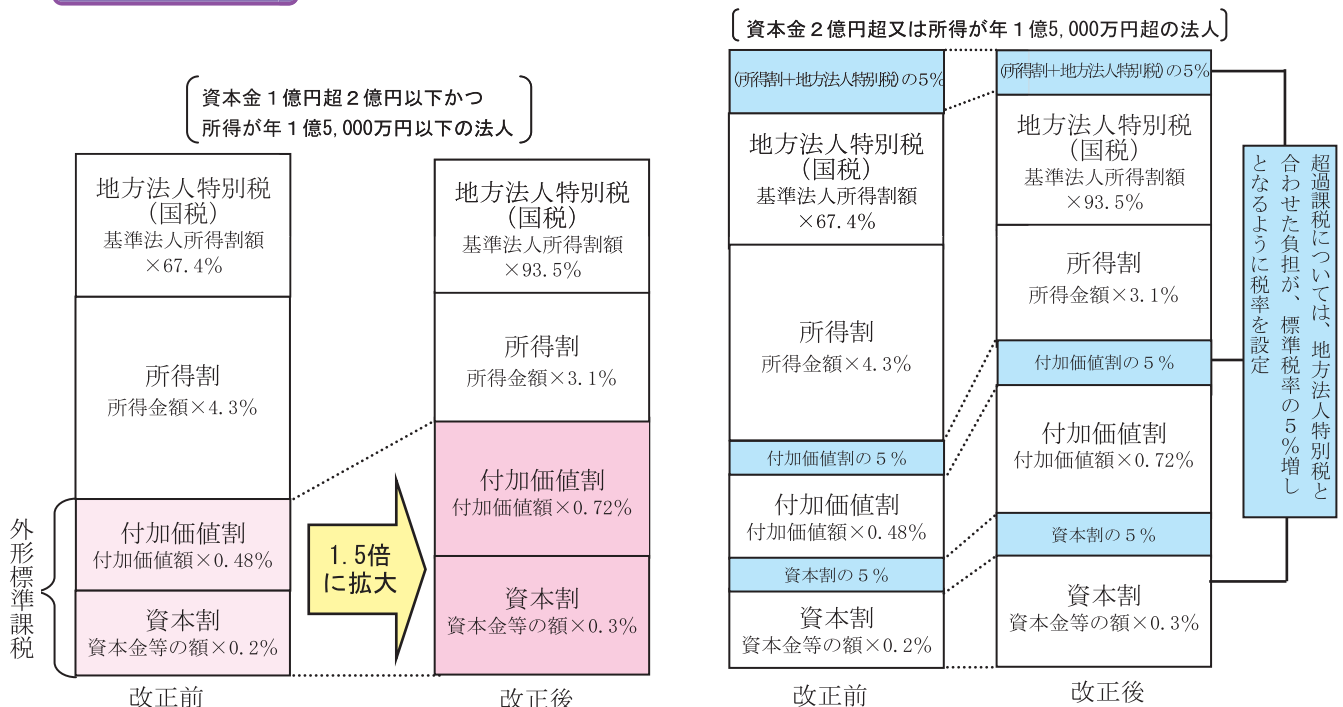 資本金1億円超2億円以下かつ
所得が年1億5,000万円以下の法人
地方法人特別税
(国税)
基準法人所得割額
×67.4%
所得割
所得金額×4.3%
付加価値割
付加価値額×0.48%
資本割
資本金等の額×0.2%
外形標準課税
改正前
1.5倍
に拡大
地方法人特別税
(国税)
基準法人所得割額
×93.5%
所得割
所得金額×3.1%
付加価値割
付加価値額×0.72%
資本割
資本金等の額×0.3%
改正後
資本金2億円超又は所得が年1億5,000万円超の法人
(所得割+地方法人特別税)の5%
地方法人特別税
(国税)
基準法人所得割額
×67.4%
所得割
所得金額×4.3%
付加価値割の5%
付加価値割
付加価値額×0.48%
資本割の5%
資本割
資本金等の額×0.2%
改正前
(所得割+地方法人特別税)の5%
地方法人特別税
(国税)
基準法人所得割額
×93.5%
所得割
所得金額×3.1%
付加価値割の5%
付加価値割
付加価値額×0.72%
資本割の5%
資本割
資本金等の額×0.3%
改正後
超過課税については、地方法人特別税と
合わせた負担が、標準税率の5%増し
となるように税率を設定